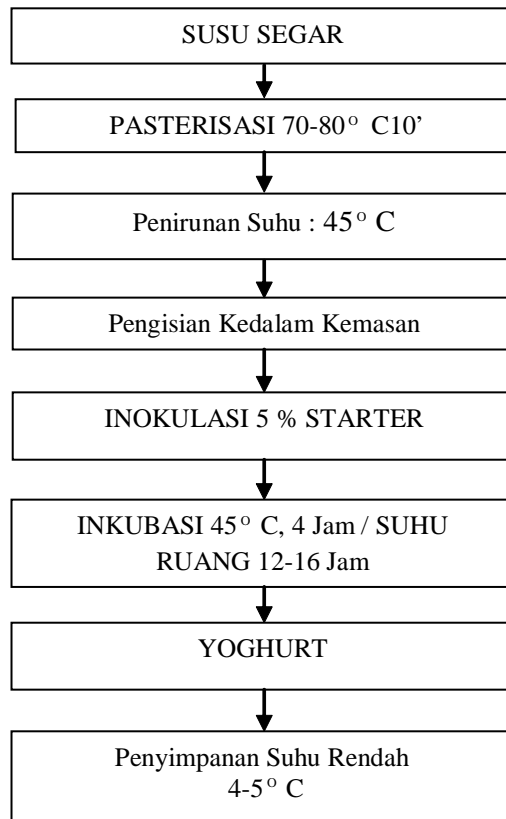 SUSU SEGAR
PASTERISASI 70-80° C10'
Penirunan Suhu : 45° C
Pengisian Kedalam Kemasan
INOKULASI 5 % STARTER
INKUBASI 45° C, 4 Jam / SUHU
RUANG 12-16 Jam
YOGHURT
Penyimpanan Suhu Rendah
4-5° C